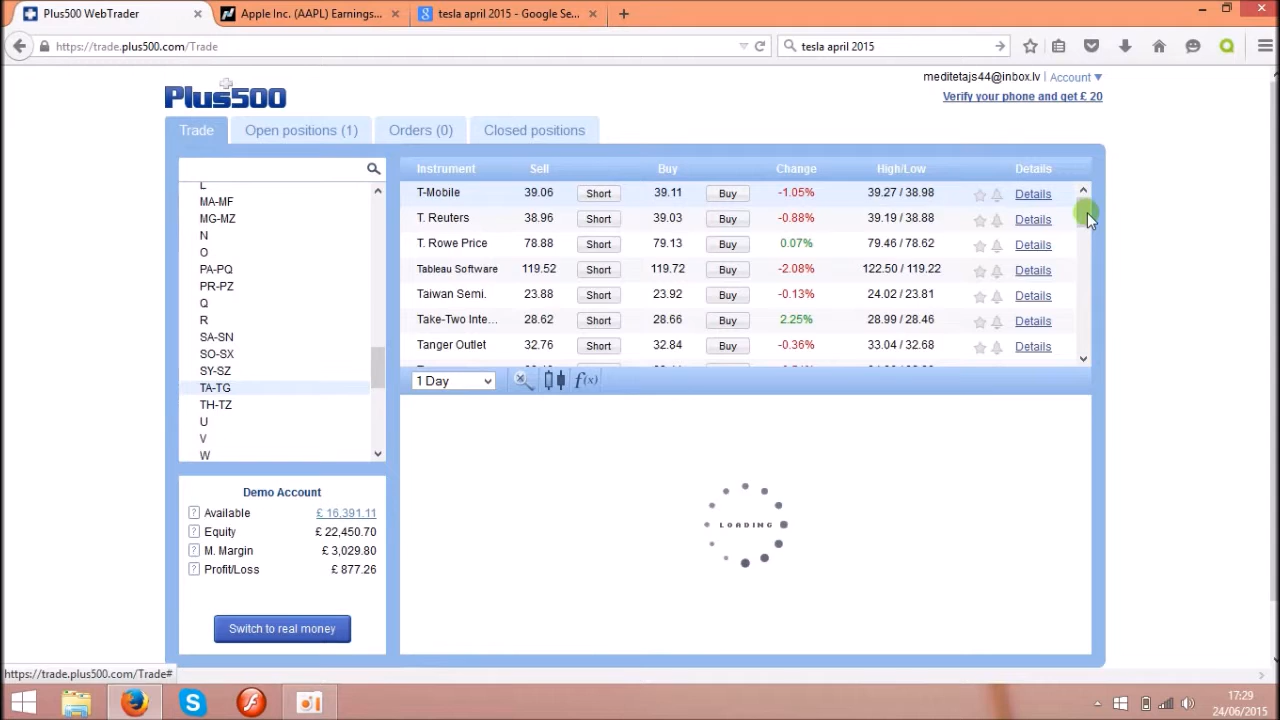 Plus500 WebTrader
Apple Inc. (AAPL) Earnings...
tesla april 2015 - Google Se...
https://trade.plus500.com/Trade
tesla april 2015
meditetajs44@inbox.lv | Account
Plus500
Verify your phone and get £ 20
Trade
Open positions (1)
Orders (0)
Closed positions
Instrument Sell Buy Change High/Low Details
T-Mobile 39.06 Short 39.11 Buy -1.05% 39.27 / 38.98 Details
T. Reuters 38.96 Short 39.03 Buy -0.88% 39.19 / 38.88 Details
T. Rowe Price 78.88 Short 79.13 Buy 0.07% 79.46 / 78.62 Details
Tableau Software 119.52 Short 119.72 Buy -2.08% 122.50 / 119.22 Details
Taiwan Semi. 23.88 Short 23.92 Buy -0.13% 24.02 / 23.81 Details
Take-Two Inte... 28.62 Short 28.66 Buy 2.25% 28.99 / 28.46 Details
Tanger Outlet 32.76 Short 32.84 Buy -0.36% 33.04 / 32.68 Details
L
MA-MF
MG-MZ
N
O
PA-PQ
PR-PZ
Q
R
SA-SN
SO-SX
SY-SZ
TA-TG
TH-TZ
U
V
W
1 Day
f(x)
LOADING
Demo Account
? Available £ 16,391.11
? Equity £ 22,450.70
? M. Margin £ 3,029.80
? Profit/Loss £ 877.26
Switch to real money
https://trade.plus500.com/Trade#
17:29
24/06/2015